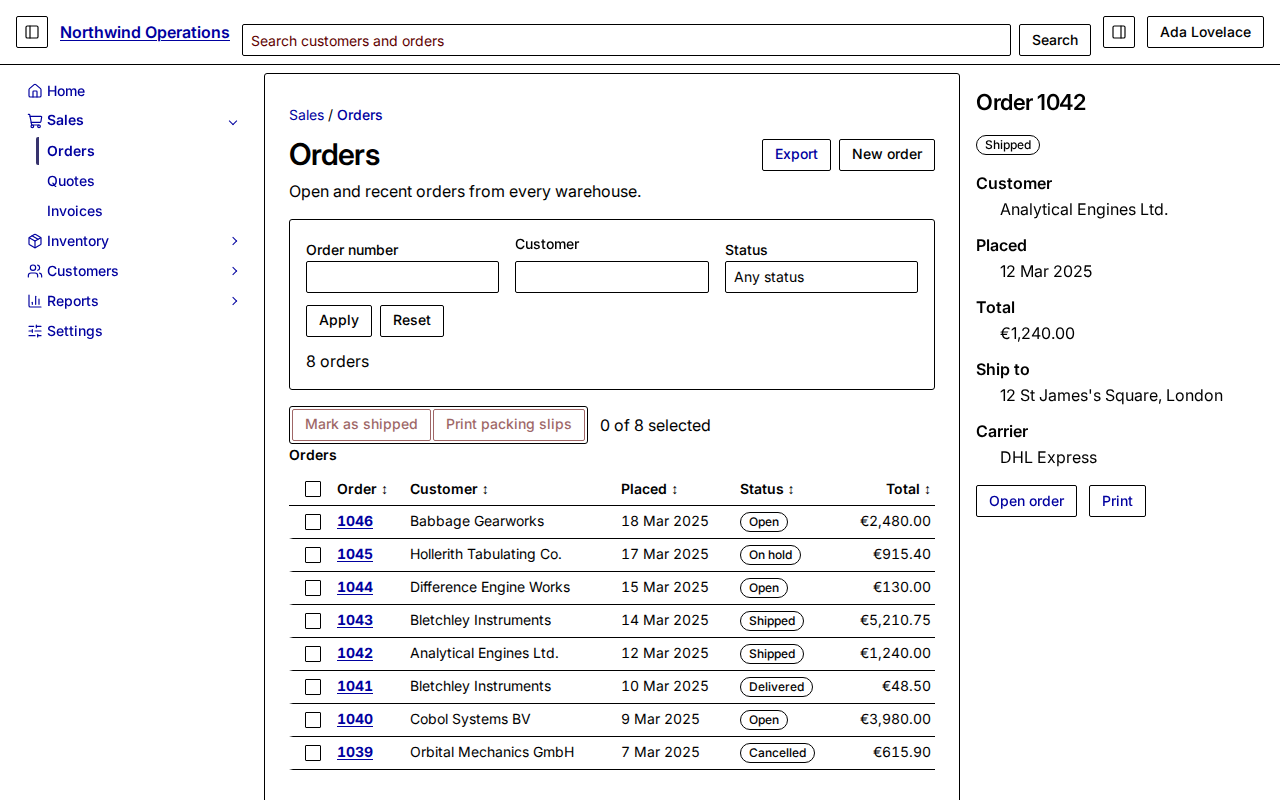 Northwind Operations
Search customers and orders
Search
Ada Lovelace
Home
Sales
Orders
Quotes
Invoices
Inventory
Customers
Reports
Settings
Sales / Orders
Orders
Export
New order
Open and recent orders from every warehouse.
Order number
Customer
Status
Any status
Apply
Reset
8 orders
Mark as shipped
Print packing slips
0 of 8 selected
Orders
Order ↕ Customer ↕ Placed ↕ Status ↕ Total ↕
1046 Babbage Gearworks 18 Mar 2025 Open €2,480.00
1045 Hollerith Tabulating Co. 17 Mar 2025 On hold €915.40
1044 Difference Engine Works 15 Mar 2025 Open €130.00
1043 Bletchley Instruments 14 Mar 2025 Shipped €5,210.75
1042 Analytical Engines Ltd. 12 Mar 2025 Shipped €1,240.00
1041 Bletchley Instruments 10 Mar 2025 Delivered €48.50
1040 Cobol Systems BV 9 Mar 2025 Open €3,980.00
1039 Orbital Mechanics GmbH 7 Mar 2025 Cancelled €615.90
Order 1042
Shipped
Customer
Analytical Engines Ltd.
Placed
12 Mar 2025
Total
€1,240.00
Ship to
12 St James's Square, London
Carrier
DHL Express
Open order
Print